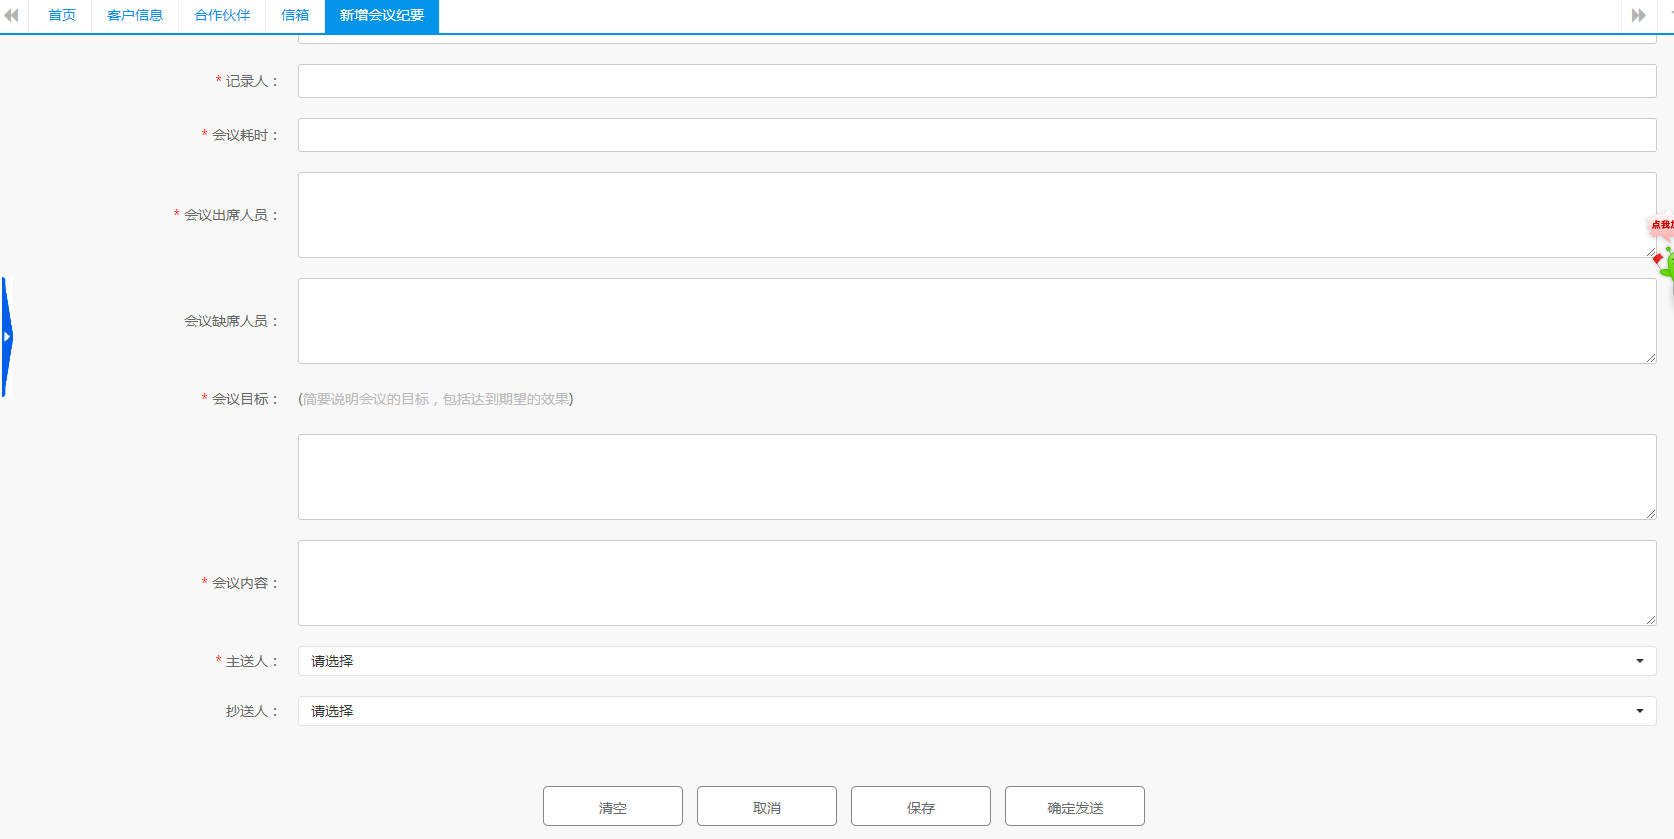 首页 客户信息 合作伙伴 信箱 新增会议纪要
* 记录人：
* 会议耗时：
* 会议出席人员：
点我
会议缺席人员：
* 会议目标： (简要说明会议的目标，包括达到期望的效果)
* 会议内容：
* 主送人： 请选择
抄送人： 请选择
清空 取消 保存 确定发送